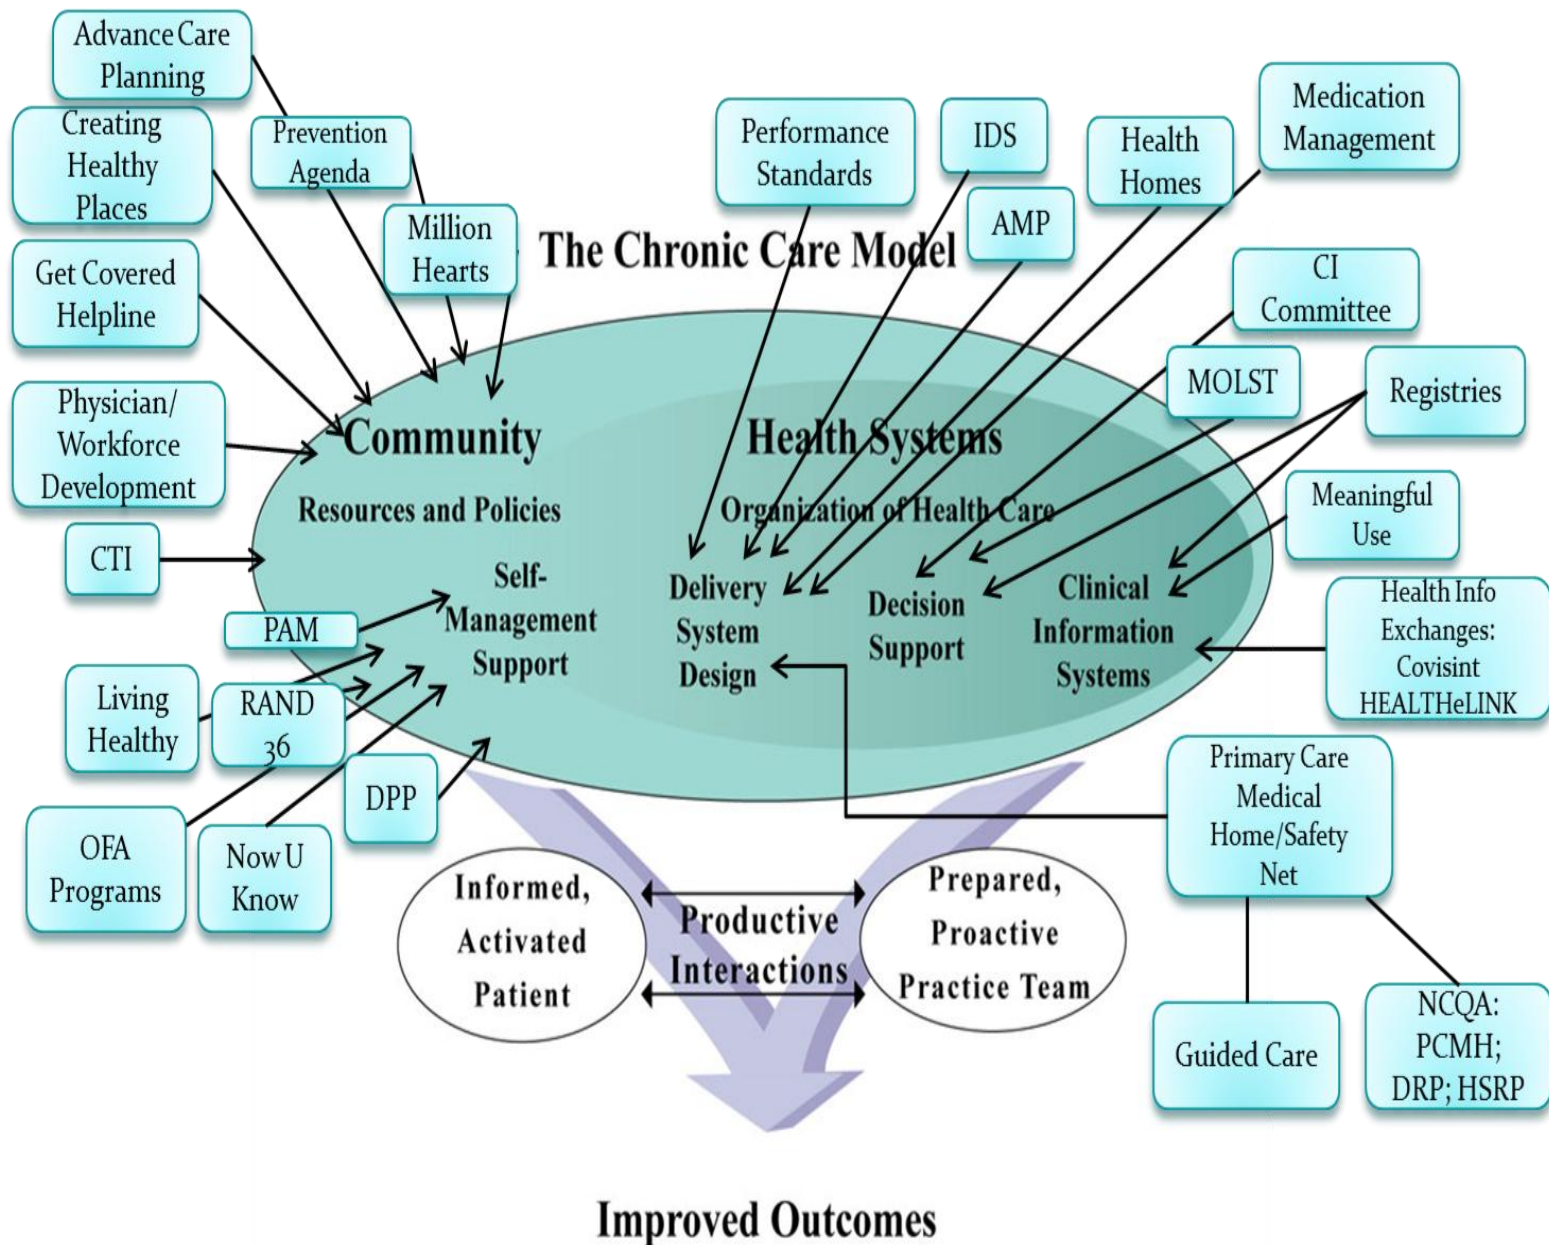 Advance Care
Planning
Creating
Healthy
Places
Prevention
Agenda
Million
Hearts
Get Covered
Helpline
Physician/
Workforce
Development
CTI
PAM
Living
Healthy
RAND
36
OFA
Programs
Now U
Know
DPP
Performance
Standards
IDS
AMP
Health
Homes
Medication
Management
CI
Committee
MOLST
Registries
Meaningful
Use
Health Info
Exchanges:
Covisint
HEALTHeLINK
Primary Care
Medical
Home/Safety
Net
Guided Care
NCQA:
PCMH;
DRP; HSRP
The Chronic Care Model
Community
Resources and Policies
Health Systems
Organization of Health Care
Self-
Management
Support
Delivery
System
Design
Decision
Support
Clinical
Information
Systems
Informed,
Activated
Patient
Productive
Interactions
Prepared,
Proactive
Practice Team
Improved Outcomes